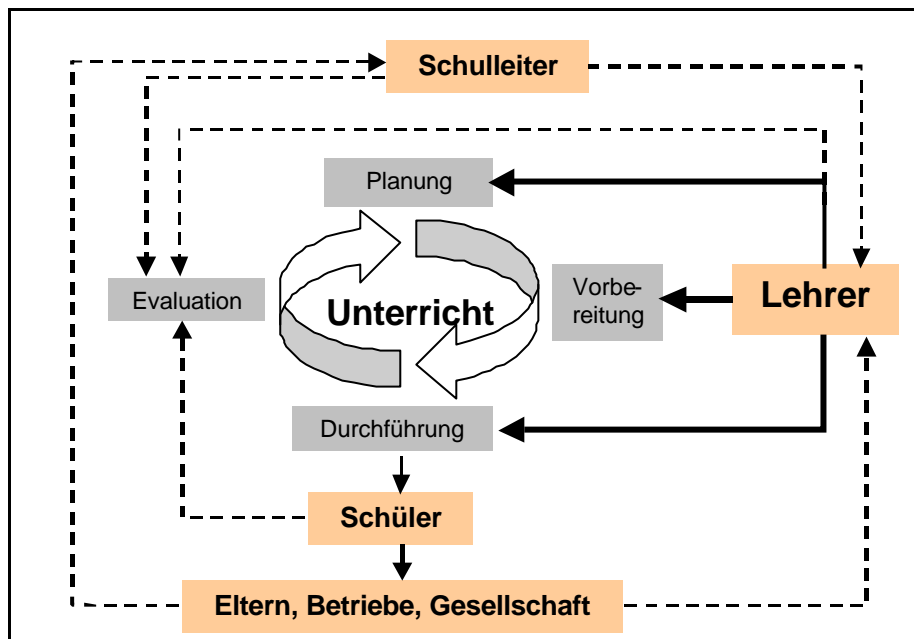 Schulleiter
Planung
Evaluation
Unterricht
Vorbe-
reitung
Lehrer
Durchführung
Schüler
Eltern, Betriebe, Gesellschaft